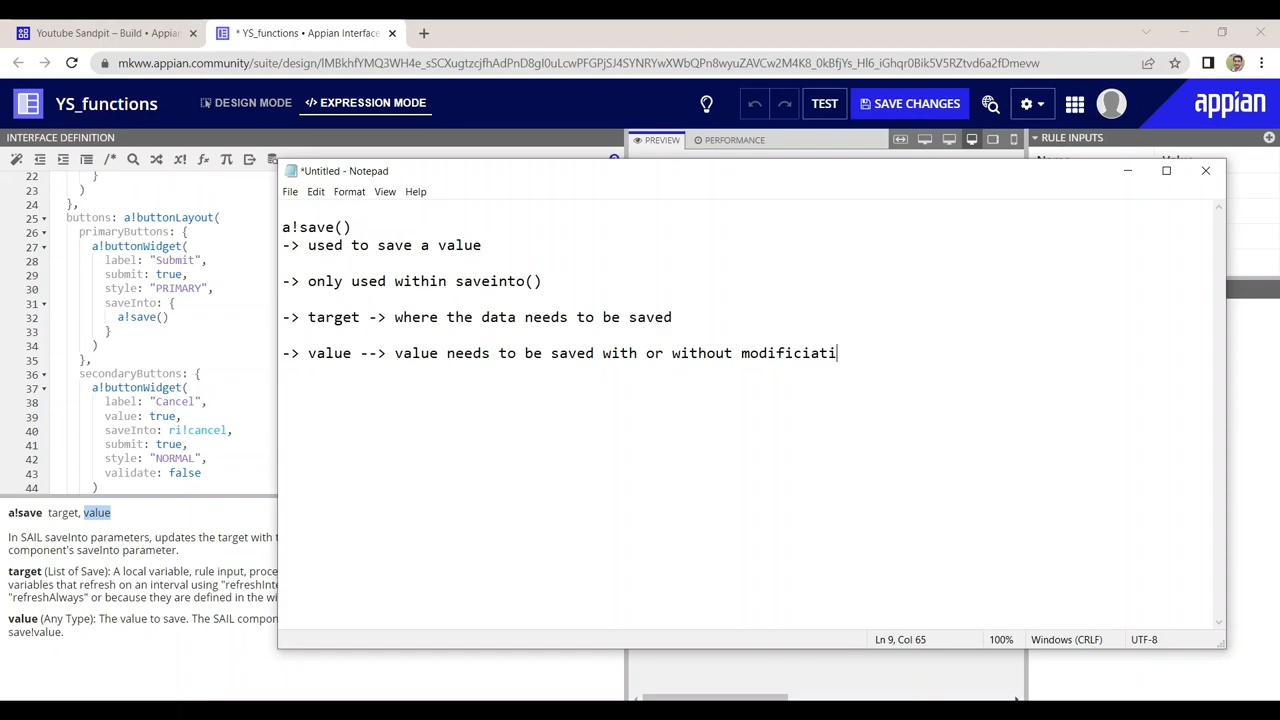 Youtube Sandpit – Build • Appian
* YS_functions • Appian Interface
mkww.appian.community/suite/design/
YS_functions
DESIGN MODE
</> EXPRESSION MODE
TEST
SAVE CHANGES
appian
INTERFACE DEFINITION
PREVIEW
PERFORMANCE
RULE INPUTS
22 }
23 )
24 },
25 buttons: a!buttonLayout(
26 primaryButtons: {
27 a!buttonWidget(
28 label: "Submit",
29 submit: true,
30 style: "PRIMARY",
31 saveInto: {
32 a!save()
33 }
34 )
35 },
36 secondaryButtons: {
37 a!buttonWidget(
38 label: "Cancel",
39 value: true,
40 saveInto: ri!cancel,
41 submit: true,
42 style: "NORMAL",
43 validate: false
44 )
a!save target, value
In SAIL saveInto parameters, updates the target with
component's saveInto parameter.
target (List of Save): A local variable, rule input, proce
variables that refresh on an interval using "refreshInte
"refreshAlways" or because they are defined in the wi
value (Any Type): The value to save. The SAIL compon
save!value.
*Untitled - Notepad
File Edit Format View Help
a!save()
-> used to save a value
-> only used within saveinto()
-> target -> where the data needs to be saved
-> value --> value needs to be saved with or without modificiati
Ln 9, Col 65
100%
Windows (CRLF)
UTF-8